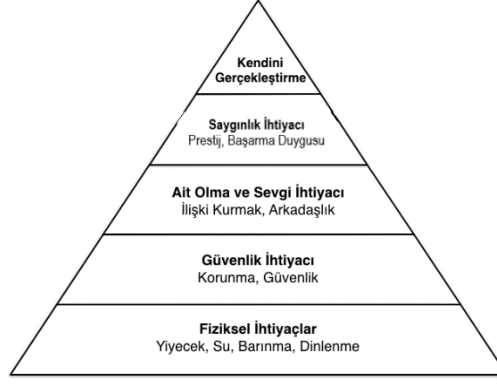 Kendini
Gerçekleştirme
Saygınlık İhtiyacı
Prestij, Başarma Duygusu
Ait Olma ve Sevgi İhtiyacı
İlişki Kurmak, Arkadaşlık
Güvenlik İhtiyacı
Korunma, Güvenlik
Fiziksel İhtiyaçlar
Yiyecek, Su, Barınma, Dinlenme